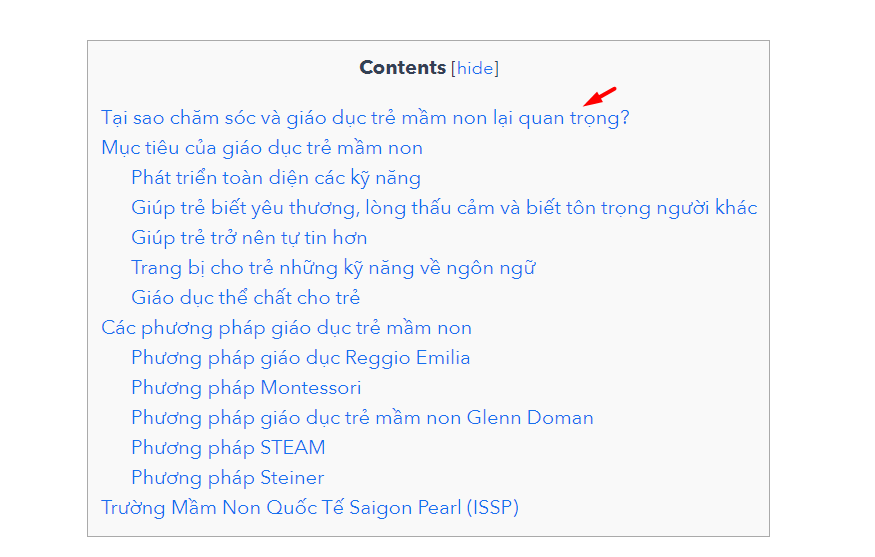 Contents [hide]
Tại sao chăm sóc và giáo dục trẻ mầm non lại quan trọng?
Mục tiêu của giáo dục trẻ mầm non
Phát triển toàn diện các kỹ năng
Giúp trẻ biết yêu thương, lòng thấu cảm và biết tôn trọng người khác
Giúp trẻ trở nên tự tin hơn
Trang bị cho trẻ những kỹ năng về ngôn ngữ
Giáo dục thể chất cho trẻ
Các phương pháp giáo dục trẻ mầm non
Phương pháp giáo dục Reggio Emilia
Phương pháp Montessori
Phương pháp giáo dục trẻ mầm non Glenn Doman
Phương pháp STEAM
Phương pháp Steiner
Trường Mầm Non Quốc Tế Saigon Pearl (ISSP)